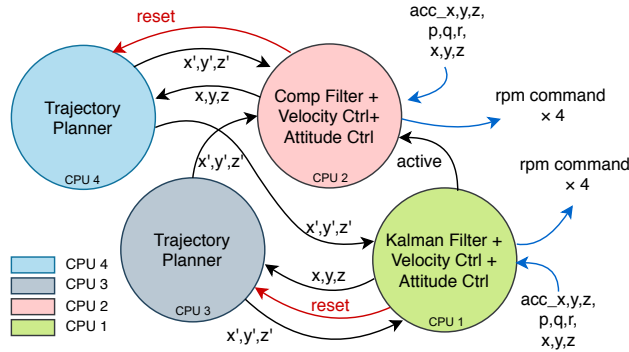 reset
acc_x,y,z,
p,q,r,
x,y,z
x',y',z'
x,y,z
Trajectory
Planner
CPU 4
Comp Filter +
Velocity Ctrl+
Attitude Ctrl
CPU 2
rpm command
× 4
x',y',z'
active
rpm command
× 4
x',y',z'
Trajectory
Planner
CPU 3
x,y,z
reset
x',y',z'
Kalman Filter +
Velocity Ctrl +
Attitude Ctrl
CPU 1
acc_x,y,z,
p,q,r,
x,y,z
CPU 4
CPU 3
CPU 2
CPU 1